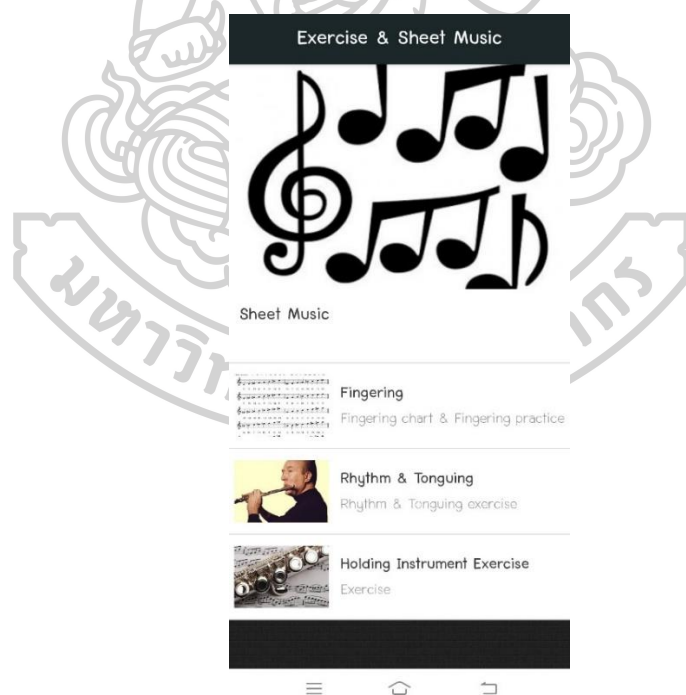 Exercise & Sheet Music
Sheet Music
Fingering
Fingering chart & Fingering practice
Rhythm & Tonguing
Rhythm & Tonguing exercise
Holding Instrument Exercise
Exercise